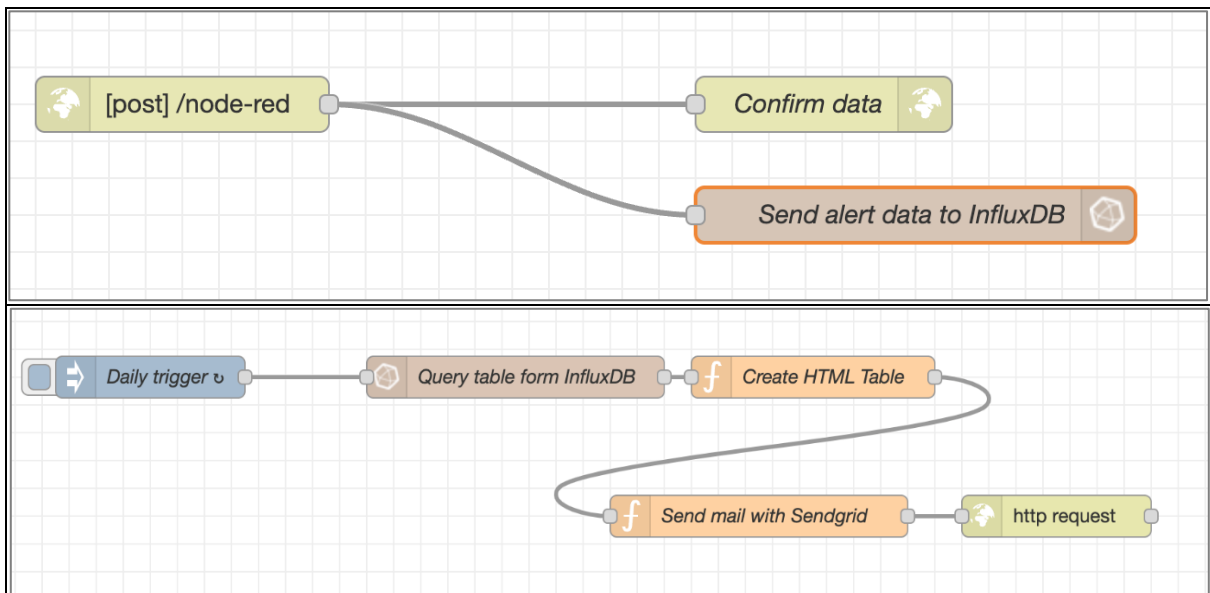 [post] /node-red
Confirm data
Send alert data to InfluxDB
Daily trigger ↻
Query table form InfluxDB
Create HTML Table
Send mail with Sendgrid
http request